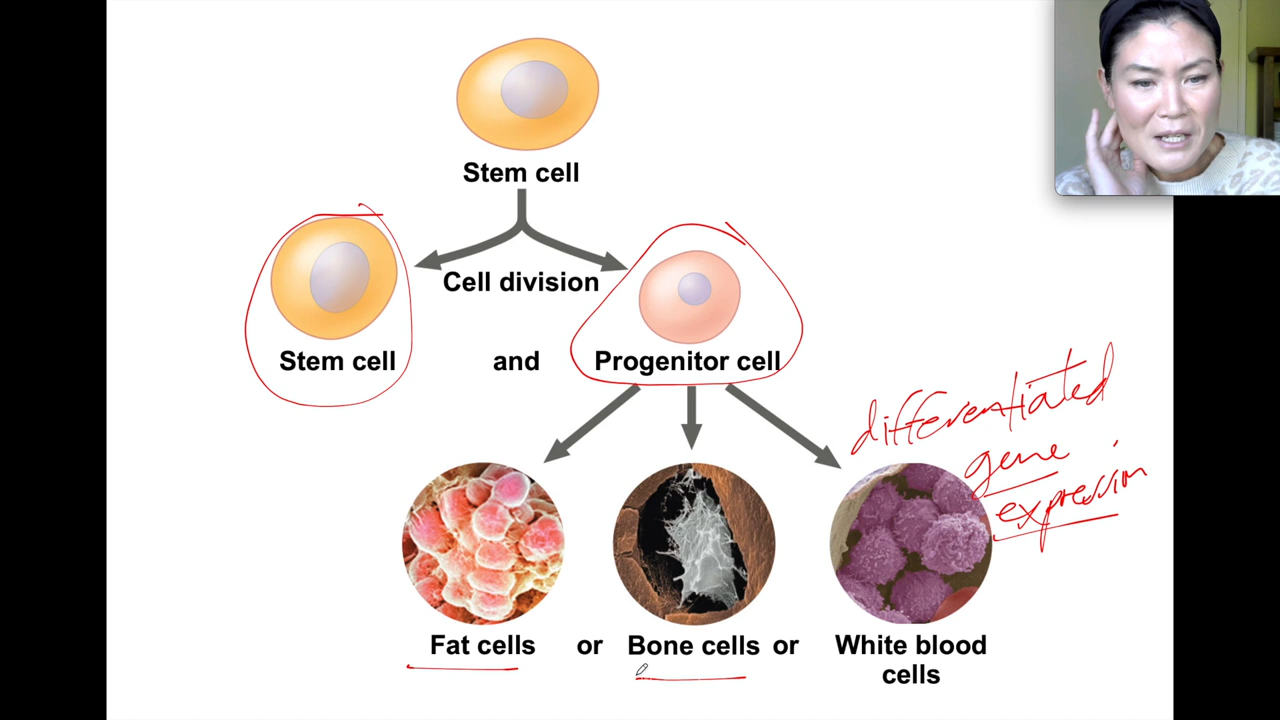 Stem cell
Cell division
Stem cell and Progenitor cell
differentiated
gene
expression
Fat cells or Bone cells or White blood
cells